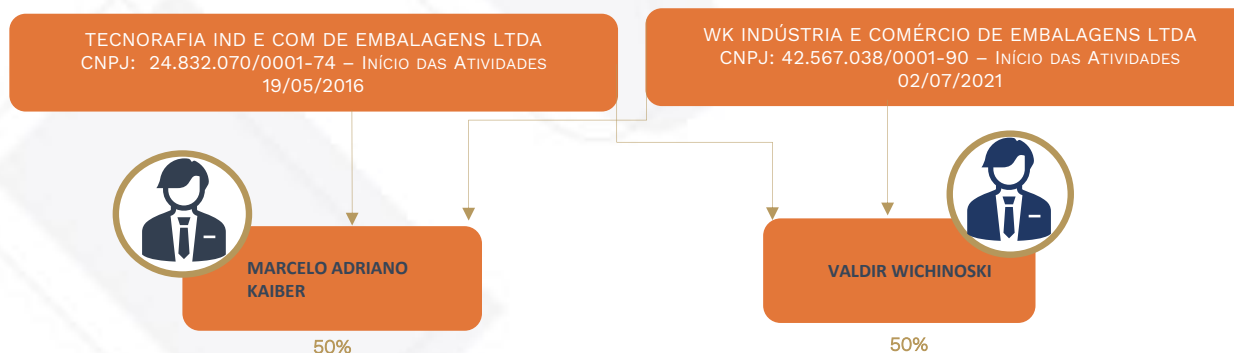 TECNORAFIA IND E COM DE EMBALAGENS LTDA
CNPJ: 24.832.070/0001-74 – INÍCIO DAS ATIVIDADES
19/05/2016
WK INDÚSTRIA E COMÉRCIO DE EMBALAGENS LTDA
CNPJ: 42.567.038/0001-90 – INÍCIO DAS ATIVIDADES
02/07/2021
MARCELO ADRIANO
KAIBER
50%
VALDIR WICHINOSKI
50%